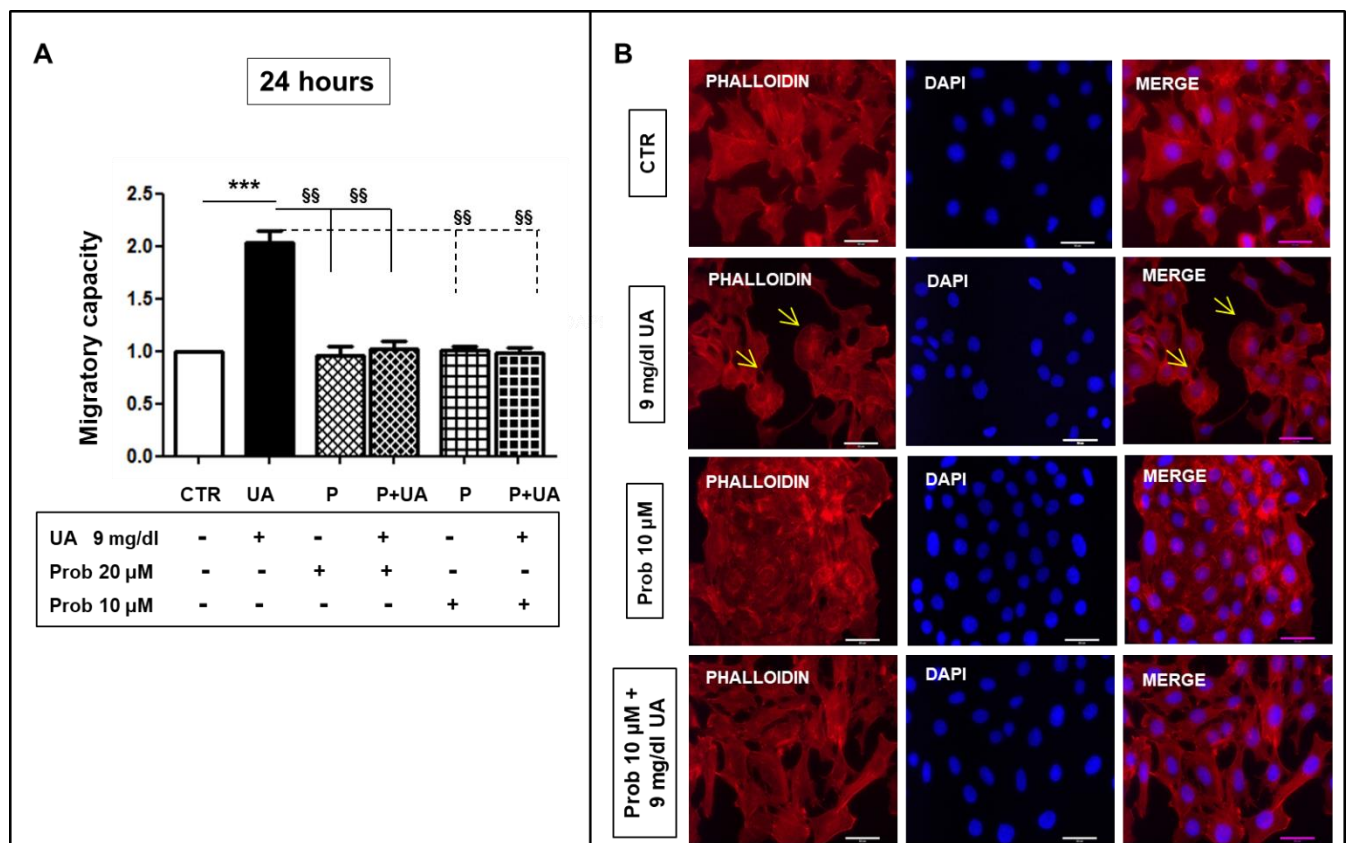 A
24 hours
Migratory capacity
2.5
2.0
1.5
1.0
0.5
0.0
***
§§ §§
§§ §§
CTR UA P P+UA P P+UA
UA 9 mg/dl - + - + - +
Prob 20 µM - - + + - -
Prob 10 µM - - - - + +
B
CTR
PHALLOIDIN DAPI MERGE
9 mg/dl UA
PHALLOIDIN DAPI MERGE
Prob 10 µM
PHALLOIDIN DAPI MERGE
Prob 10 µM +
9 mg/dl UA
PHALLOIDIN DAPI MERGE